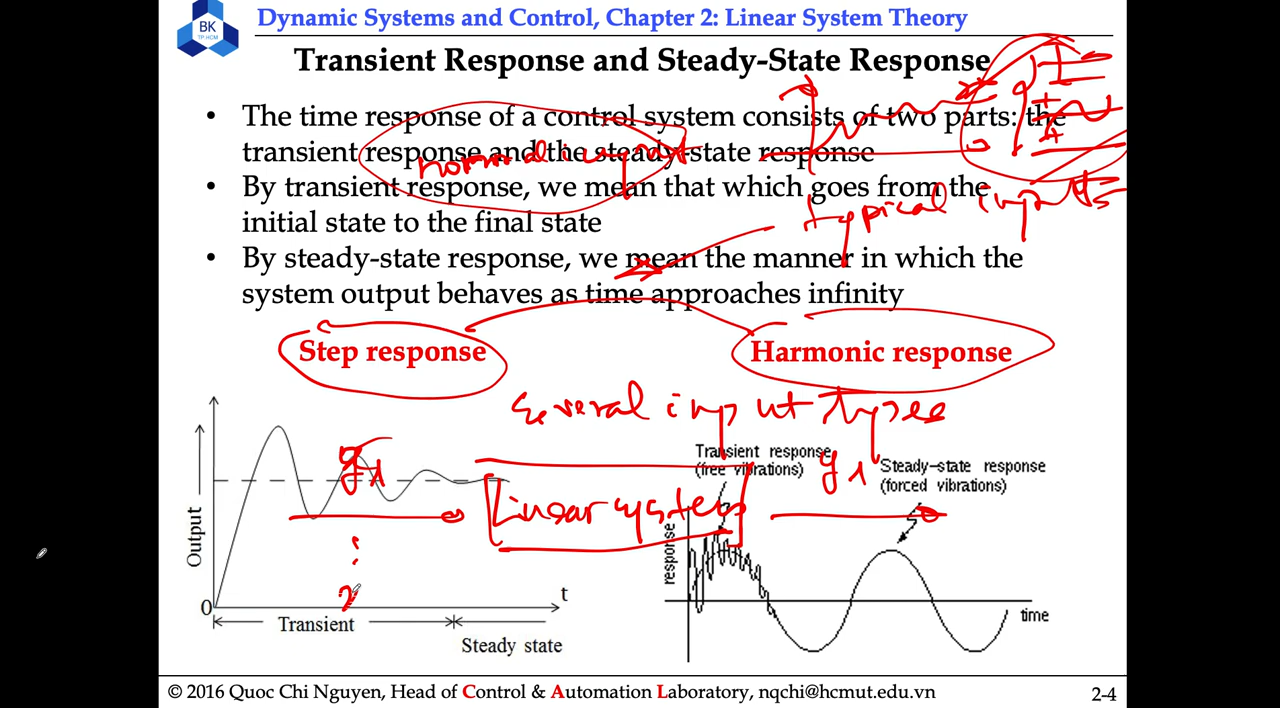 BK
TP.HCM
Dynamic Systems and Control, Chapter 2: Linear System Theory
Transient Response and Steady-State Response
• The time response of a control system consists of two parts: the
transient response and the steady-state response
normal input
• By transient response, we mean that which goes from the
initial state to the final state
typical inputs
• By steady-state response, we mean the manner in which the
system output behaves as time approaches infinity
Step response
Harmonic response
several input types
Output
0
t
Transient
Steady state
Linear system
Transient response
(free vibrations)
Steady-state response
(forced vibrations)
response
time
© 2016 Quoc Chi Nguyen, Head of Control & Automation Laboratory, nqchi@hcmut.edu.vn
2-4